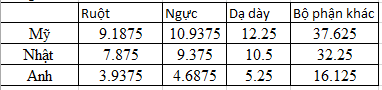 Ruột Ngực Dạ dày Bộ phận khác
Mỹ 9.1875 10.9375 12.25 37.625
Nhật 7.875 9.375 10.5 32.25
Anh 3.9375 4.6875 5.25 16.125